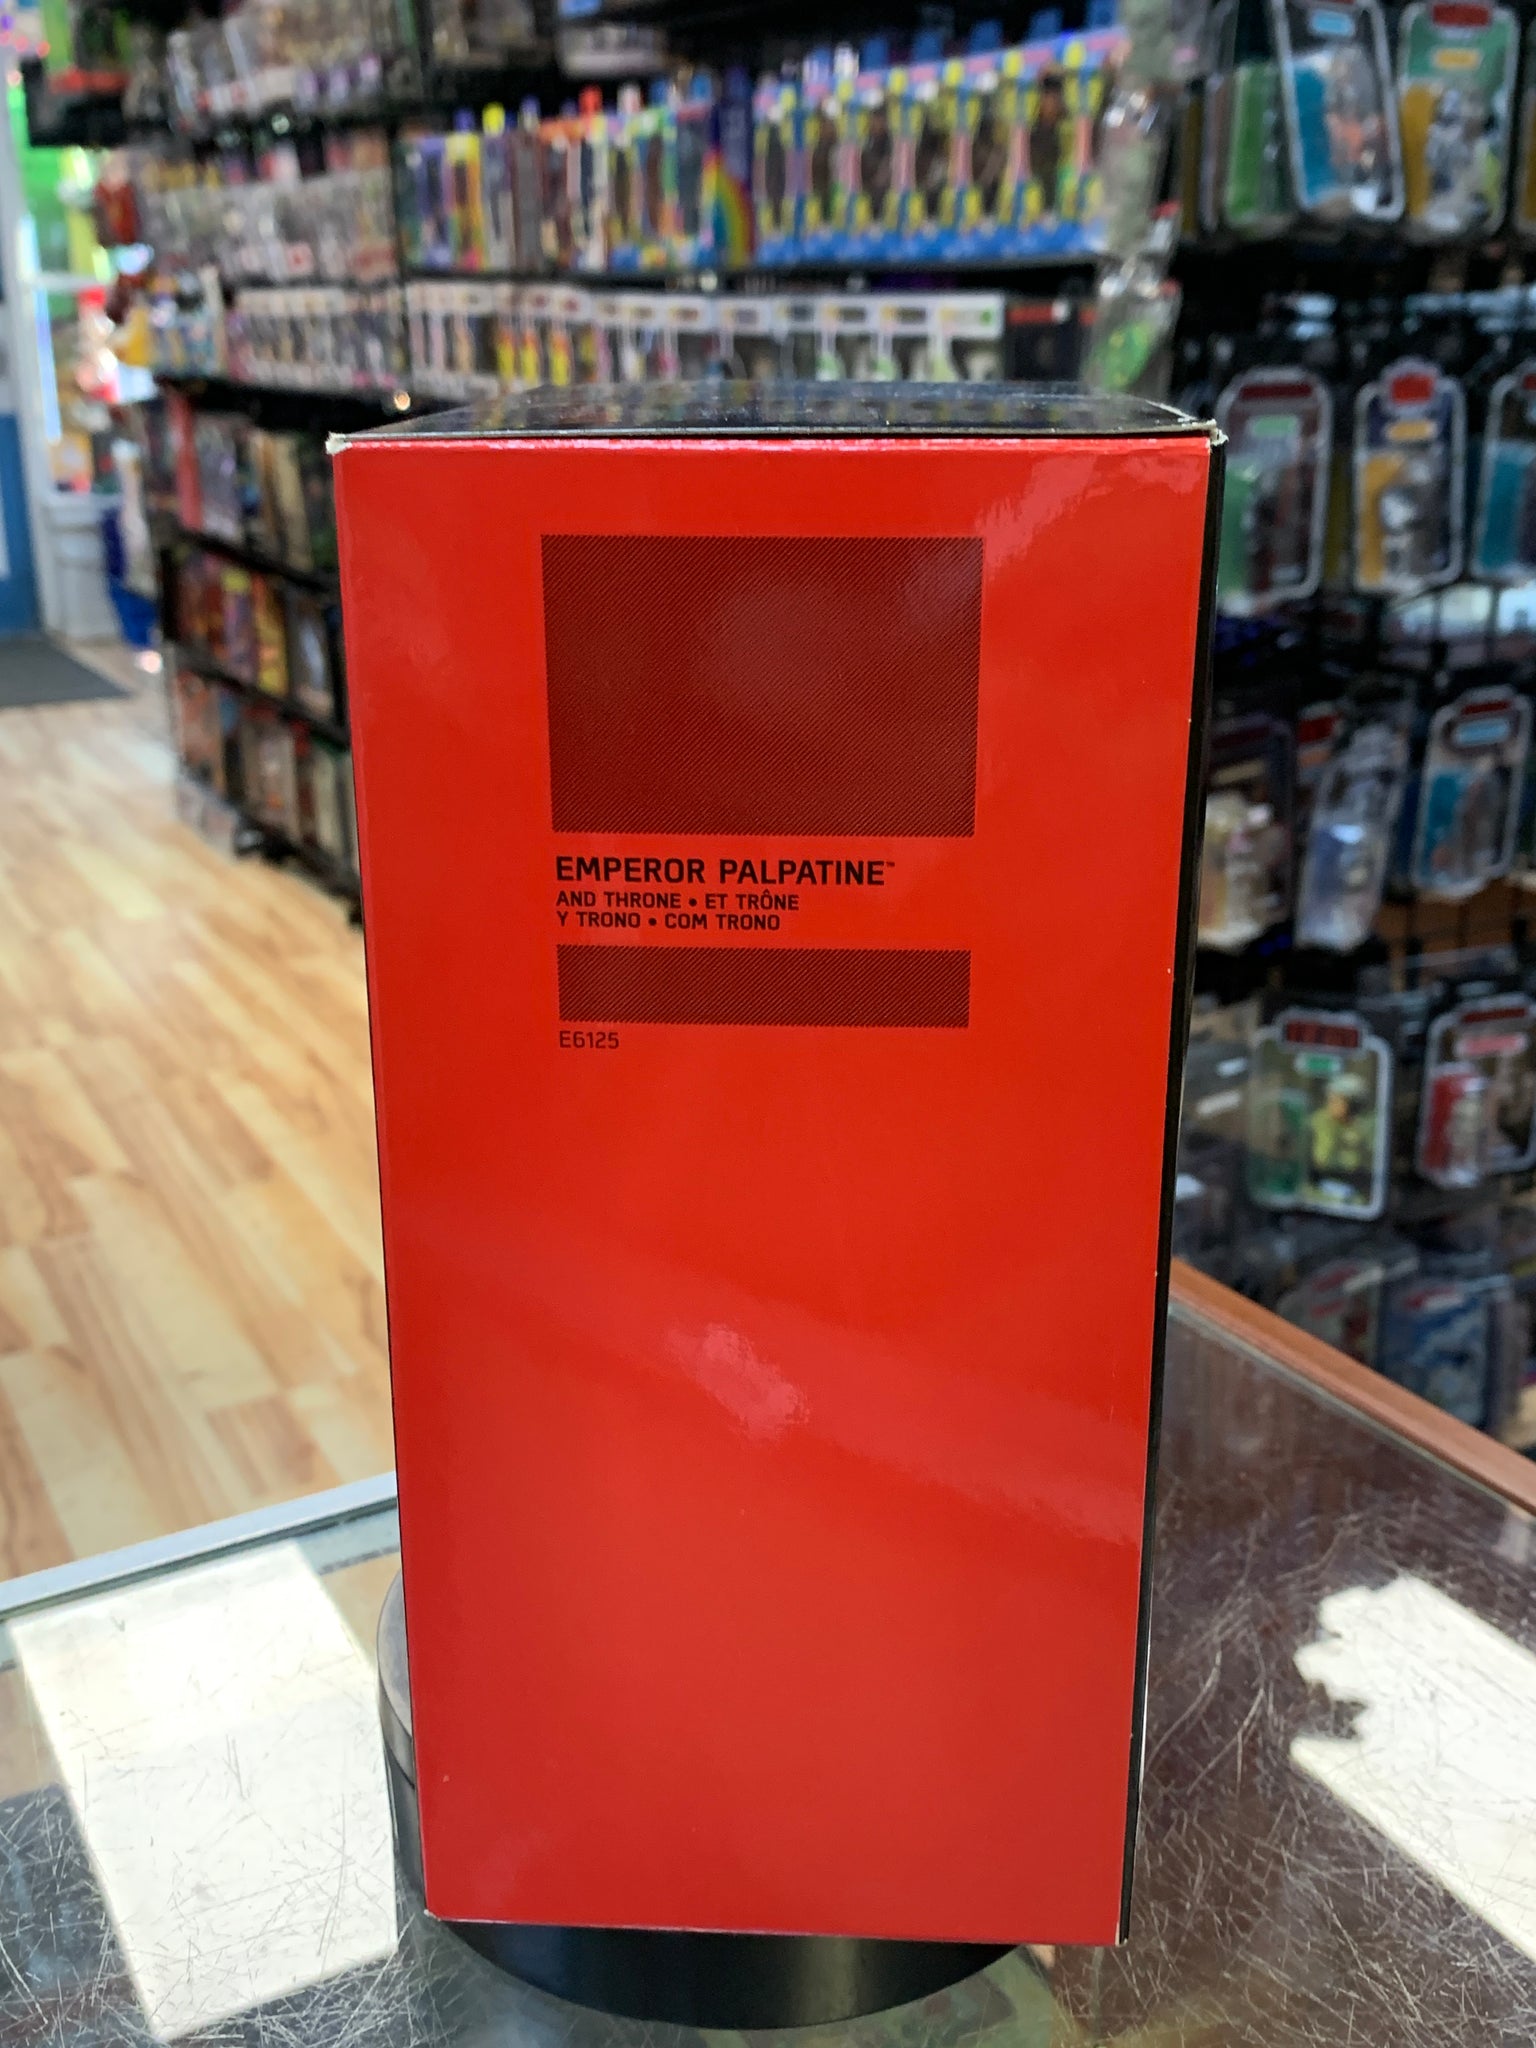 EMPEROR PALPATINE™
AND THRONE • ET TRÔNE
Y TRONO • COM TRONO
E6125